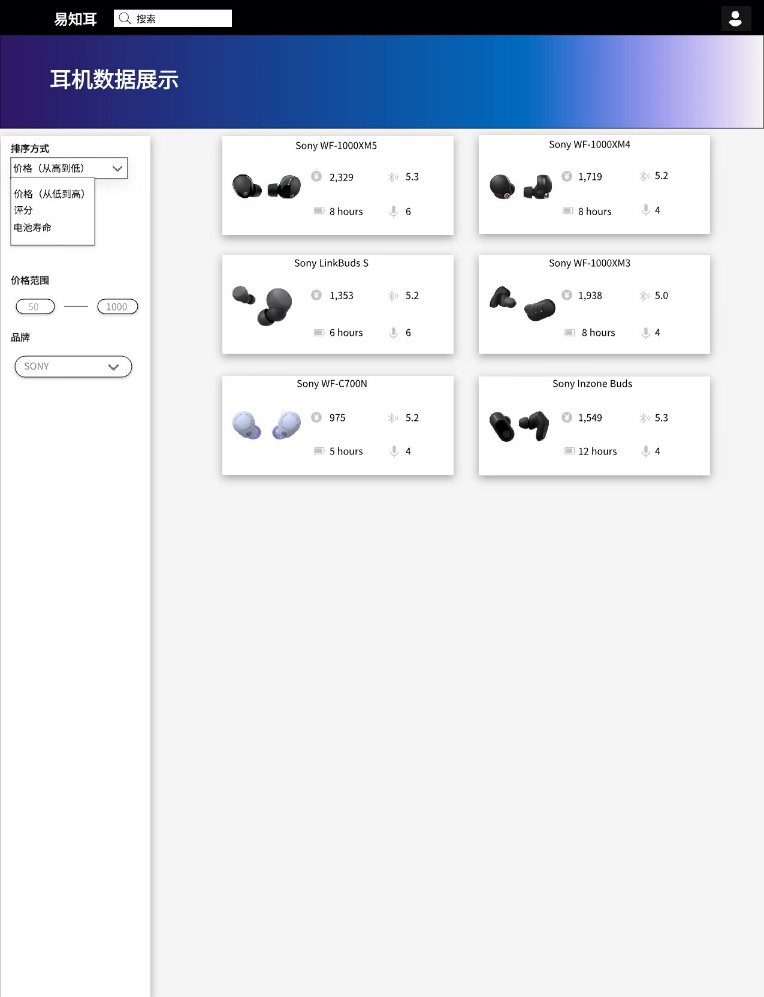 易知耳
搜索
耳机数据展示
排序方式
价格（从高到低）
价格（从低到高）
评分
电池寿命
价格范围
50
1000
品牌
SONY
Sony WF-1000XM5
2,329
5.3
8 hours
6
Sony WF-1000XM4
1,719
5.2
8 hours
4
Sony LinkBuds S
1,353
5.2
6 hours
6
Sony WF-1000XM3
1,938
5.0
8 hours
4
Sony WF-C700N
975
5.2
5 hours
4
Sony Inzone Buds
1,549
5.3
12 hours
4